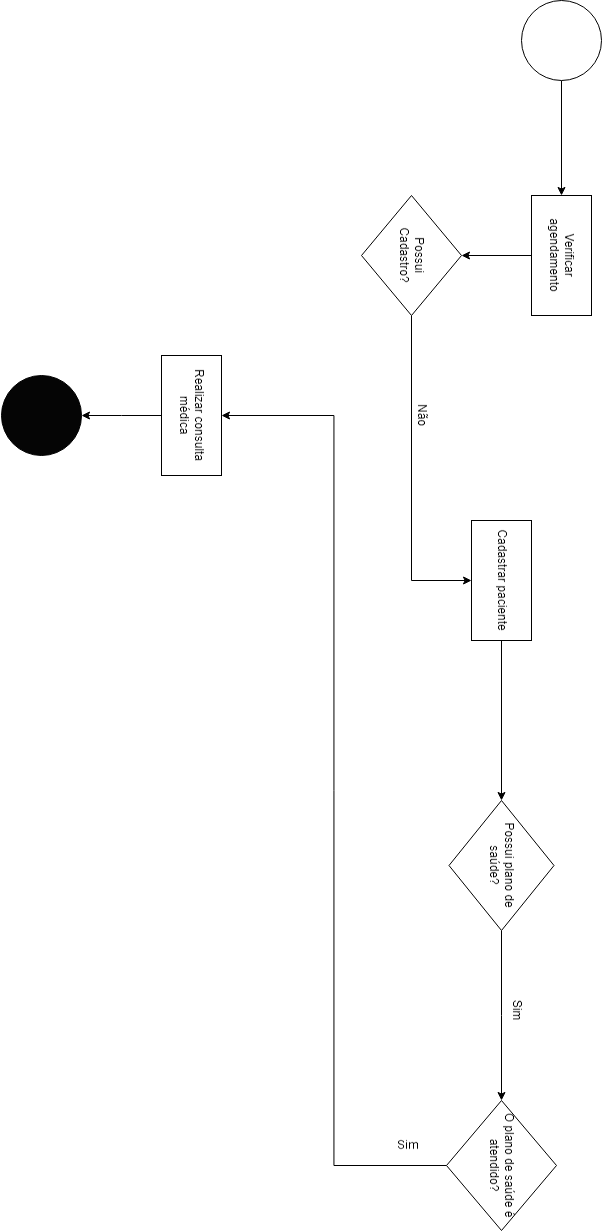 Verificar
agendamento
Possui
Cadastro?
Não
Cadastrar paciente
Possui plano de
saúde?
Sim
O plano de saúde é
atendido?
Sim
Realizar consulta
médica